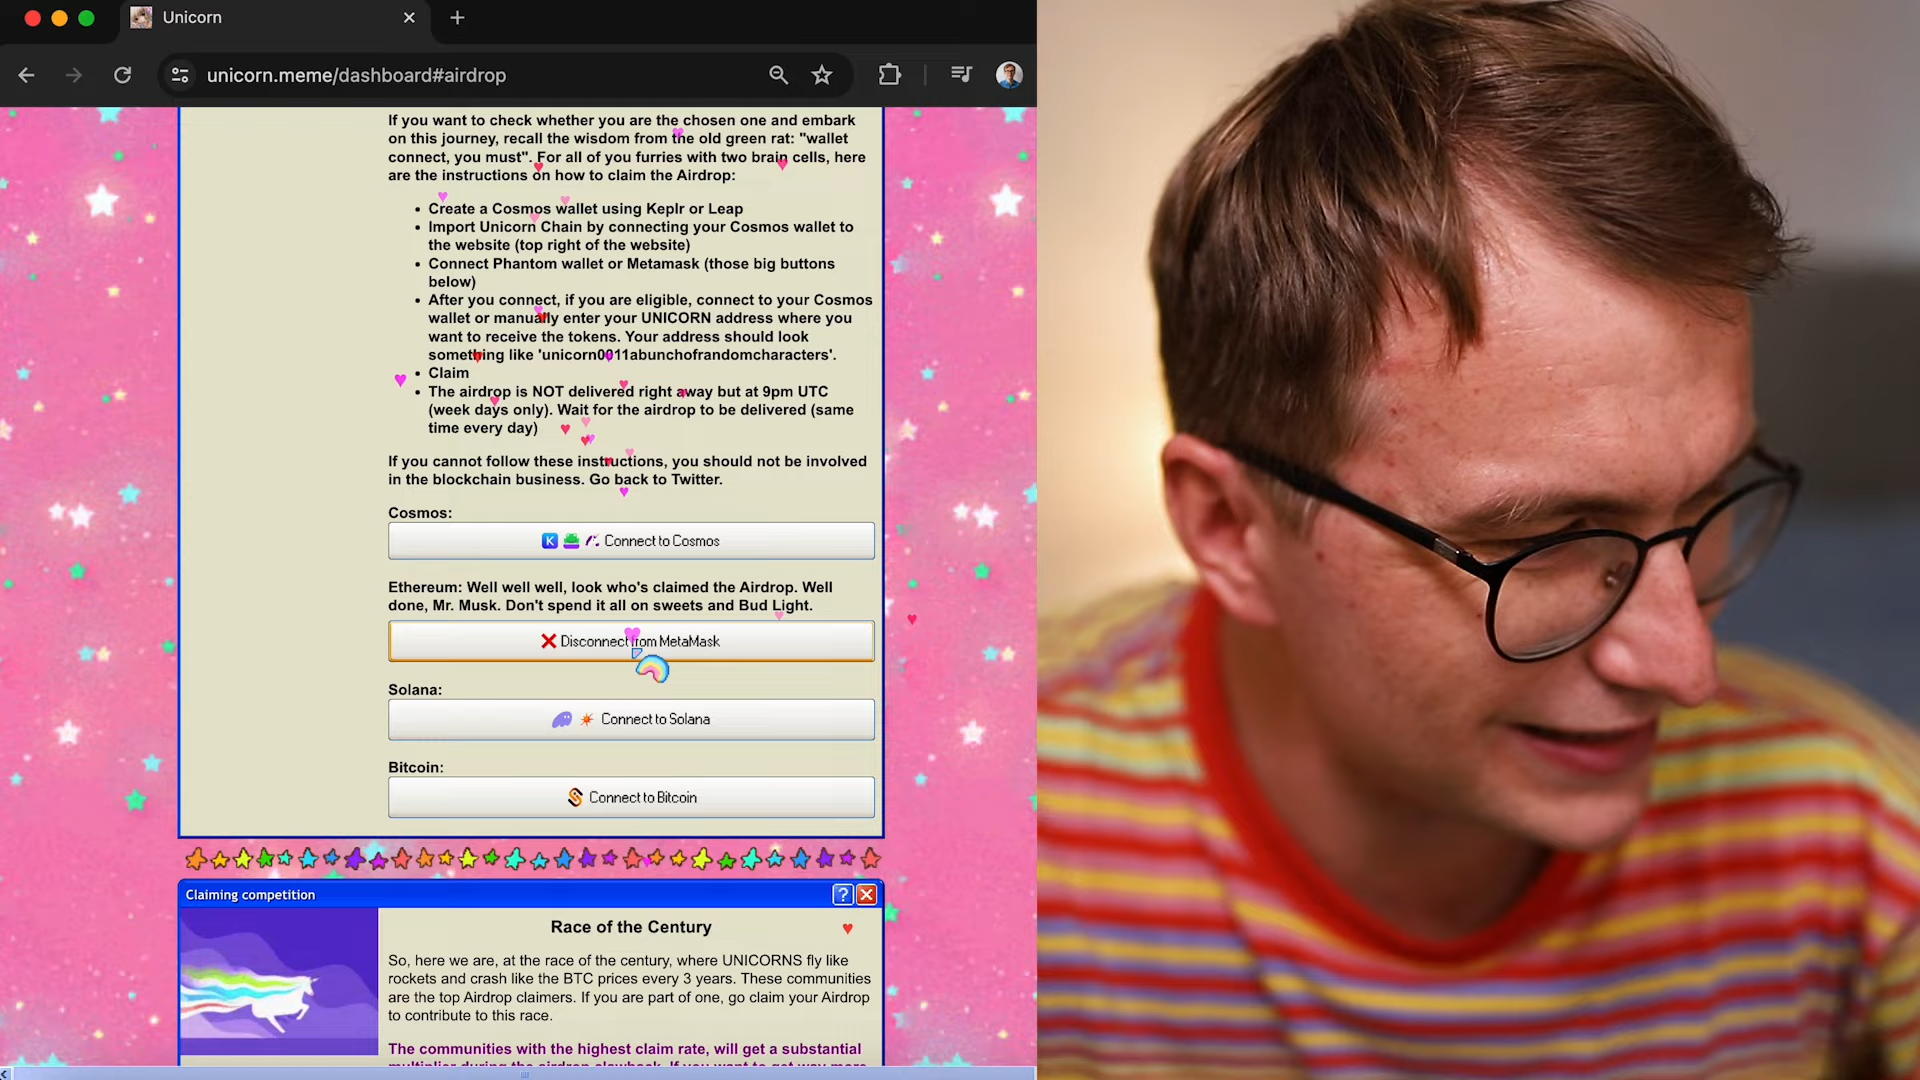 Unicorn
unicorn.meme/dashboard#airdrop
If you want to check whether you are the chosen one and embark
on this journey, recall the wisdom from the old green rat: "wallet
connect, you must". For all of you furries with two brain cells, here
are the instructions on how to claim the Airdrop:
• Create a Cosmos wallet using Keplr or Leap
• Import Unicorn Chain by connecting your Cosmos wallet to
the website (top right of the website)
• Connect Phantom wallet or Metamask (those big buttons
below)
• After you connect, if you are eligible, connect to your Cosmos
wallet or manually enter your UNICORN address where you
want to receive the tokens. Your address should look
something like 'unicorn0011abunchofrandomcharacters'.
• Claim
• The airdrop is NOT delivered right away but at 9pm UTC
(week days only). Wait for the airdrop to be delivered (same
time every day)
If you cannot follow these instructions, you should not be involved
in the blockchain business. Go back to Twitter.
Cosmos:
K Connect to Cosmos
Ethereum: Well well well, look who's claimed the Airdrop. Well
done, Mr. Musk. Don't spend it all on sweets and Bud Light.
Disconnect from MetaMask
Solana:
Connect to Solana
Bitcoin:
Connect to Bitcoin
Claiming competition
?
Race of the Century
So, here we are, at the race of the century, where UNICORNS fly like
rockets and crash like the BTC prices every 3 years. These communities
are the top Airdrop claimers. If you are part of one, go claim your Airdrop
to contribute to this race.
The communities with the highest claim rate, will get a substantial
multiplier during the airdrop clawback. If you want to get way more